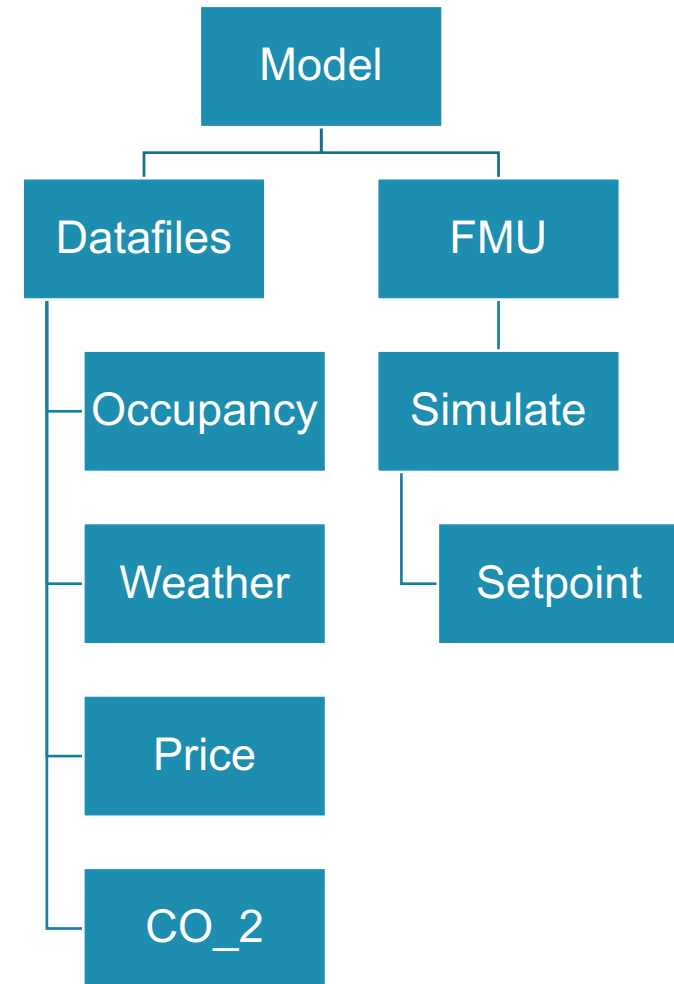 Model
Datafiles
FMU
Occupancy
Simulate
Weather
Setpoint
Price
CO_2